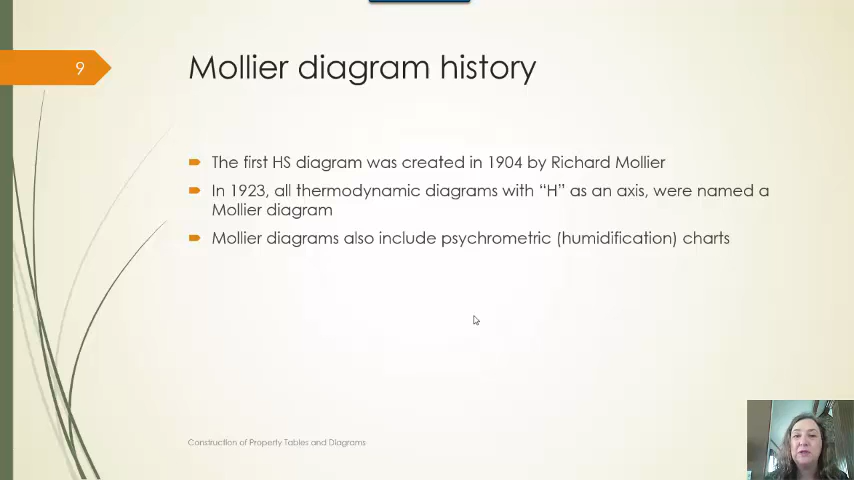 9
Mollier diagram history
The first HS diagram was created in 1904 by Richard Mollier
In 1923, all thermodynamic diagrams with “H” as an axis, were named a
Mollier diagram
Mollier diagrams also include psychrometric (humidification) charts
Construction of Property Tables and Diagrams